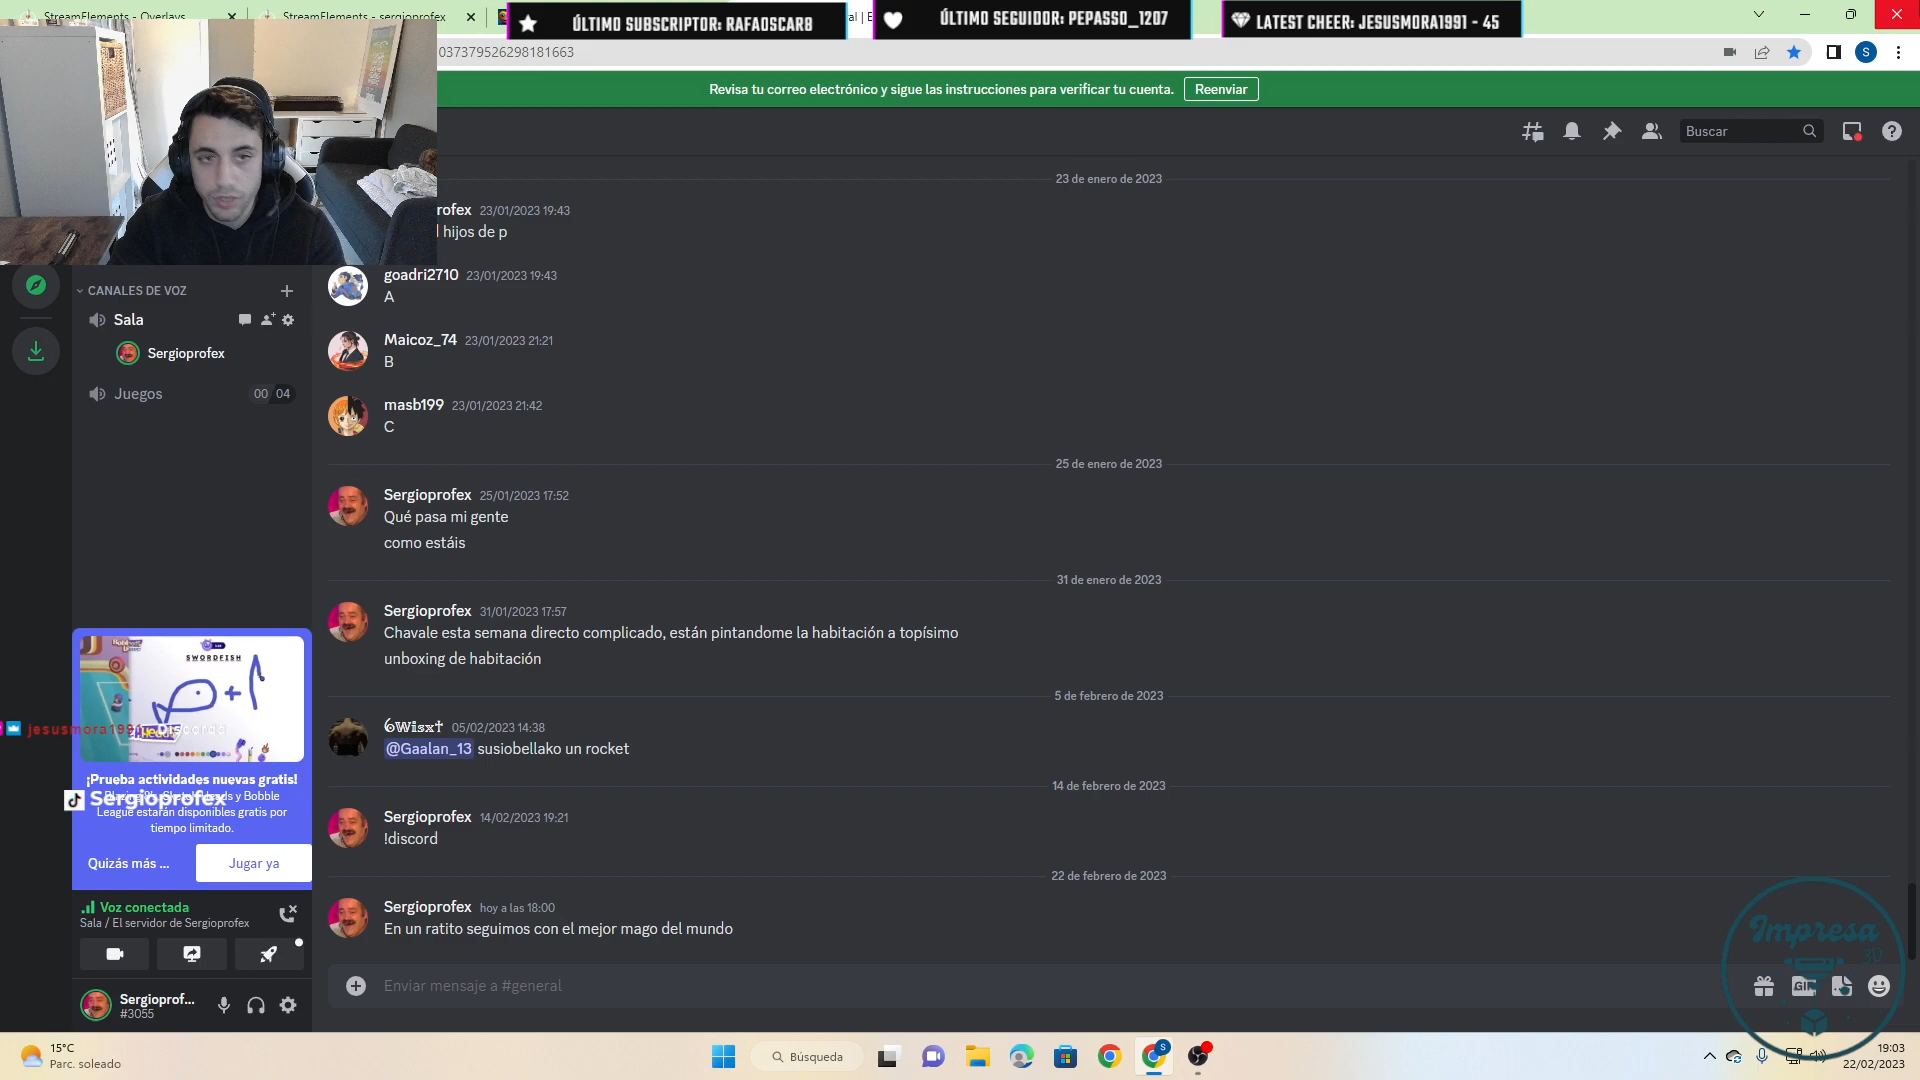 StreamElements - Overlays
StreamElements - sergioprofex
ÚLTIMO SUBSCRIPTOR: RAFAOSCAR8
ÚLTIMO SEGUIDOR: PEPASSO_1207
LATEST CHEER: JESUSMORA1991 - 45
037379526298181663
S
Revisa tu correo electrónico y sigue las instrucciones para verificar tu cuenta.
Reenviar
Buscar
23 de enero de 2023
rofex 23/01/2023 19:43
hijos de p
goadri2710 23/01/2023 19:43
A
Maicoz_74 23/01/2023 21:21
B
masb199 23/01/2023 21:42
C
25 de enero de 2023
Sergioprofex 25/01/2023 17:52
Qué pasa mi gente
como estáis
31 de enero de 2023
Sergioprofex 31/01/2023 17:57
Chavale esta semana directo complicado, están pintandome la habitación a topísimo
unboxing de habitación
5 de febrero de 2023
05/02/2023 14:38
@Gaalan_13 susiobellako un rocket
14 de febrero de 2023
Sergioprofex 14/02/2023 19:21
!discord
22 de febrero de 2023
Sergioprofex hoy a las 18:00
En un ratito seguimos con el mejor mago del mundo
Enviar mensaje a #general
GIF
CANALES DE VOZ
Sala
Sergioprofex
Juegos 00 04
SWORDFISH
jesusmora1991
¡Prueba actividades nuevas gratis!
Sergioprofex
y Bobble
League estarán disponibles gratis por
tiempo limitado.
Quizás más ...
Jugar ya
Voz conectada
Sala / El servidor de Sergioprofex
Sergioprof...
#3055
Impresa
3D
15°C
Parc. soleado
Búsqueda
S
19:03
22/02/2023